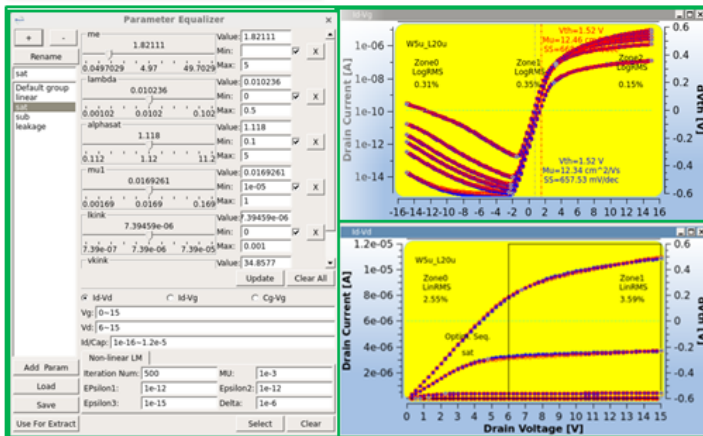 Parameter Equalizer
+ -
Rename
sat
Default group
linear
sat
sub
leakage
Add Param
Load
Save
Use For Extract
me
1.82111
0.0497029 4.97 49.7029
Value: 1.82111
Min:
Max: 5
X
lambda
0.010236
0.00102 0.0102 0.102
Value: 0.010236
Min: 0
Max: 0.5
X
alphasat
1.118
0.112 1.12 11.2
Value: 1.118
Min: 0.1
Max: 5
X
mu1
0.0169261
0.00169 0.0169 0.169
Value: 0.0169261
Min: 1e-05
Max: 1
X
lkink
7.39459e-06
7.39e-07 7.39e-06 7.39e-05
Value: 7.39459e-06
Min: 0
Max: 0.001
X
vkink
Value: 34.8577
Update Clear All
Id-Vd Id-Vg Cg-Vg
Vg: 0~15
Vd: 6~15
Id/Cap: 1e-16~1.2e-5
Non-linear LM
Iteration Num: 500 MU: 1e-3
EPsilon1: 1e-12 Epsilon2: 1e-12
Epsilon3: 1e-15 Delta: 1e-6
Select Clear
Id-Vg
Drain Current [A]
1e-06
1e-08
1e-10
1e-12
1e-14
W5u_L20u
Zone0
LogRMS
0.31%
Zone1
LogRMS
0.35%
Zone2
LogRMS
0.15%
Vth=1.52 V
Mu=12.46 cm
Vth=1.52 V
Mu=12.34 cm^2/Vs
SS=657.53 mV/dec
0.6
0.4
0.2
0
-0.2
-0.4
-0.6
-16 -14 -12 -10 -8 -6 -4 -2 0 2 4 6 8 10 12 14 16
Id-Vd
Drain Current [A]
1.2e-05
1e-05
8e-06
6e-06
4e-06
2e-06
W5u_L20u
Zone0
LinRMS
2.55%
Zone1
LinRMS
3.59%
Seq.
sat
0.6
0.4
0.2
0
-0.2
-0.4
-0.6
0 1 2 3 4 5 6 7 8 9 10 11 12 13 14 15
Drain Voltage [V]